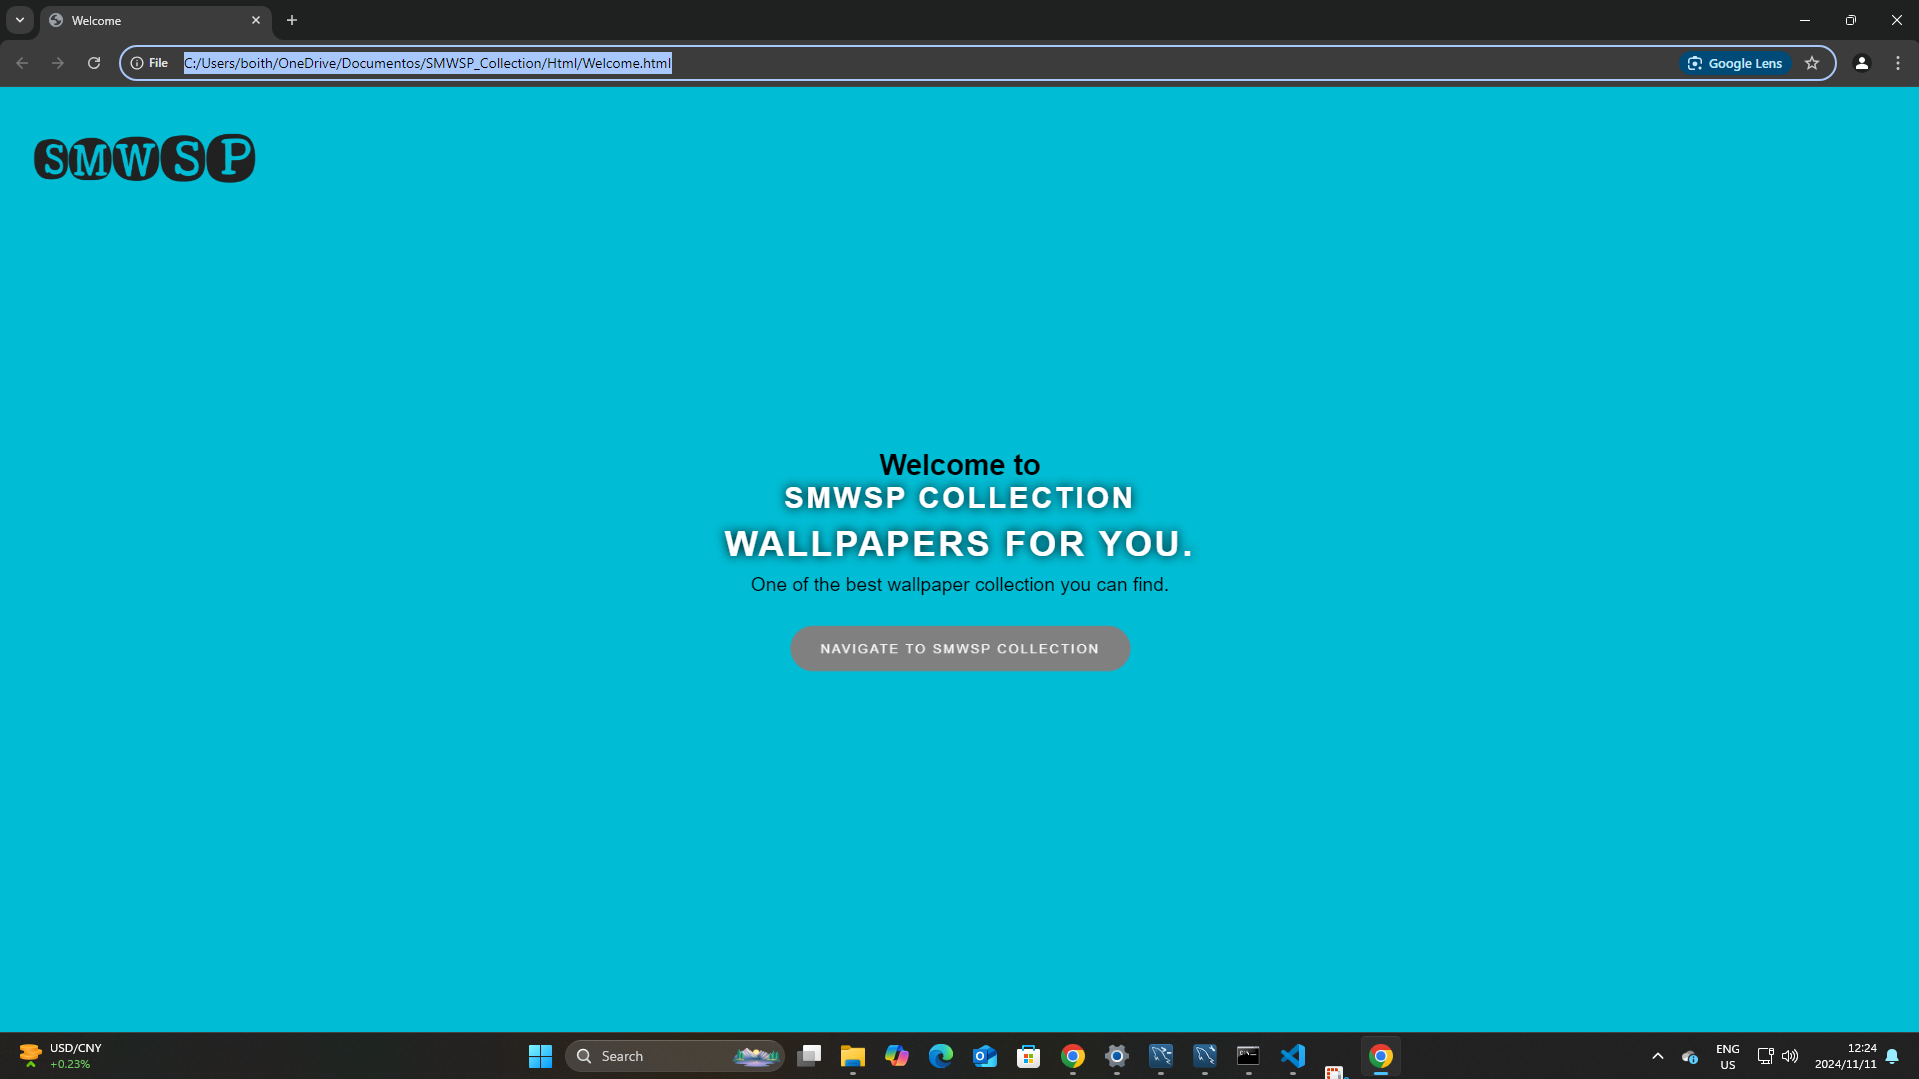 Welcome
File
C:/Users/boith/OneDrive/Documentos/SMWSP_Collection/Html/Welcome.html
Google Lens
SMWSP
Welcome to
SMWSP COLLECTION
WALLPAPERS FOR YOU.
One of the best wallpaper collection you can find.
NAVIGATE TO SMWSP COLLECTION
USD/CNY
+0.23%
Search
ENG
US
12:24
2024/11/11